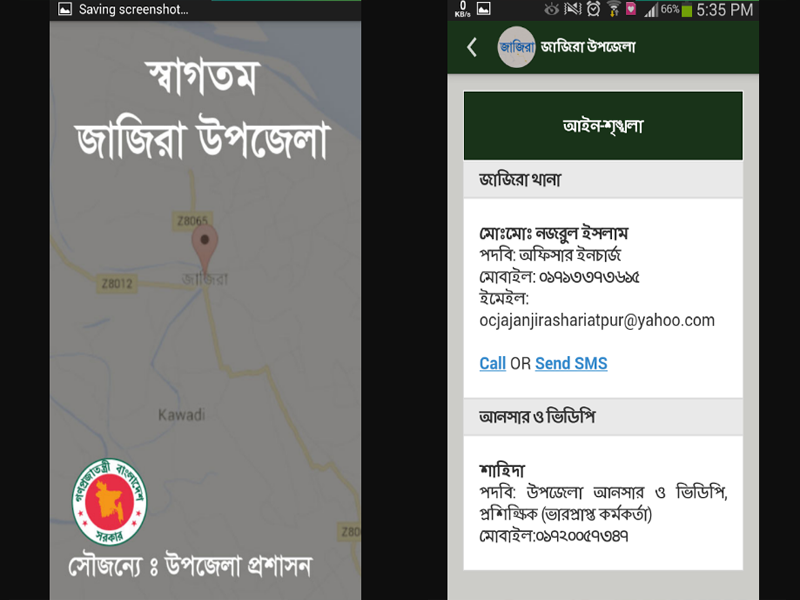 Saving screenshot...
স্বাগতম
জাজিরা উপজেলা
Z8065
জাজিরা
Z8012
Kawadi
Z80
গণপ্রজাতন্ত্রী বাংলাদেশ
সরকার
সৌজন্যে ঃ উপজেলা প্রশাসন
0
KB/s
66%
5:35 PM
জাজিরা
জাজিরা উপজেলা
আইন-শৃঙ্খলা
জাজিরা থানা
মোঃমোঃ নজরুল ইসলাম
পদবি: অফিসার ইনচার্জ
মোবাইল: ০১৭১৩৩৭৩৬১৫
ইমেইল:
ocjajanjirashariatpur@yahoo.com
Call OR Send SMS
আনসার ও ভিডিপি
শাহিদা
পদবি: উপজেলা আনসার ও ভিডিপি,
প্রশিক্ষিক (ভারপ্রাপ্ত কর্মকর্তা)
মোবাইল:০১৭২০০৫৭৩৪৭